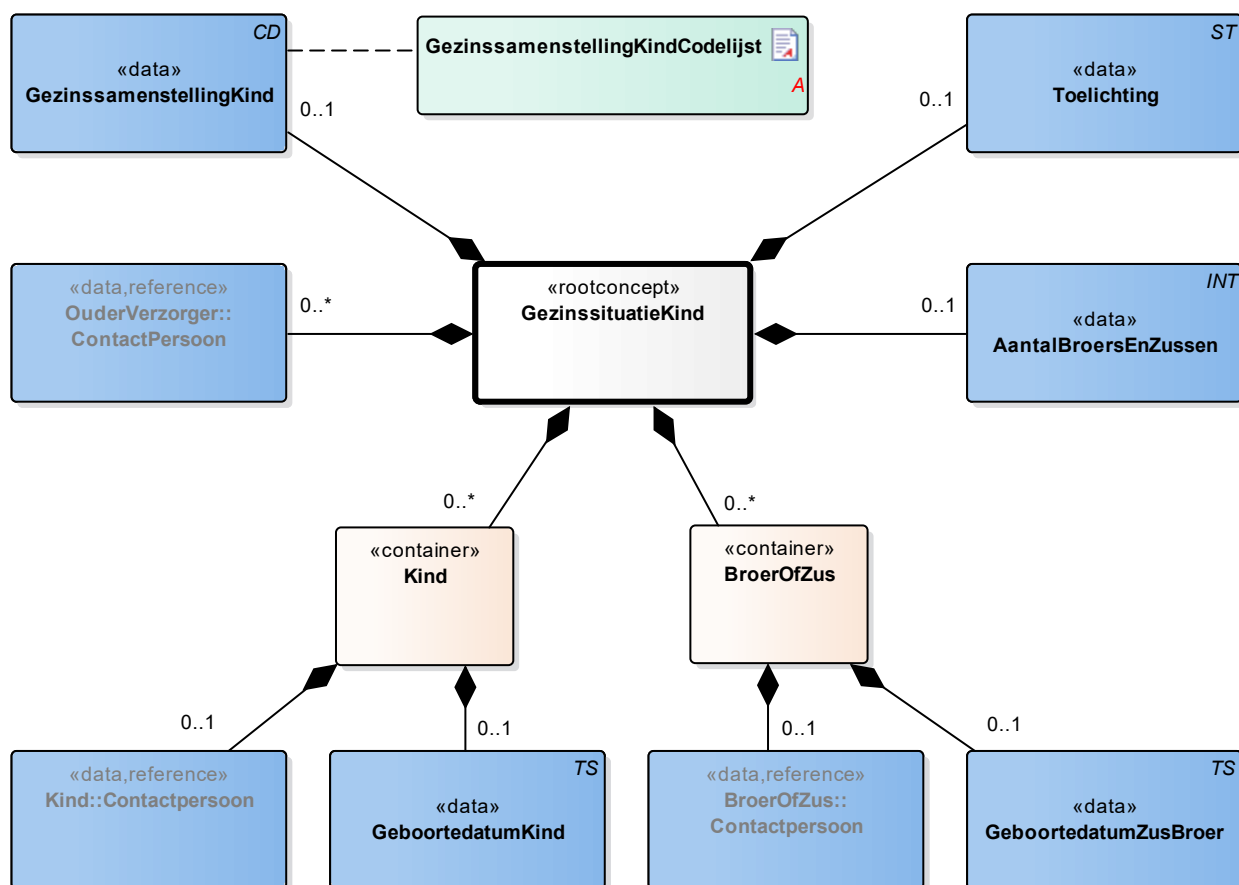 CD
«data»
GezinssamenstellingKind
0..1
GezinssamenstellingKindCodelijst
A
ST
«data»
Toelichting
0..1
«data,reference»
OuderVerzorger::
ContactPersoon
0..*
«rootconcept»
GezinssituatieKind
INT
«data»
AantalBroersEnZussen
0..1
0..*
«container»
Kind
0..*
«container»
BroerOfZus
0..1
«data,reference»
Kind::Contactpersoon
0..1
TS
«data»
GeboortedatumKind
0..1
«data,reference»
BroerOfZus::
Contactpersoon
0..1
TS
«data»
GeboortedatumZusBroer